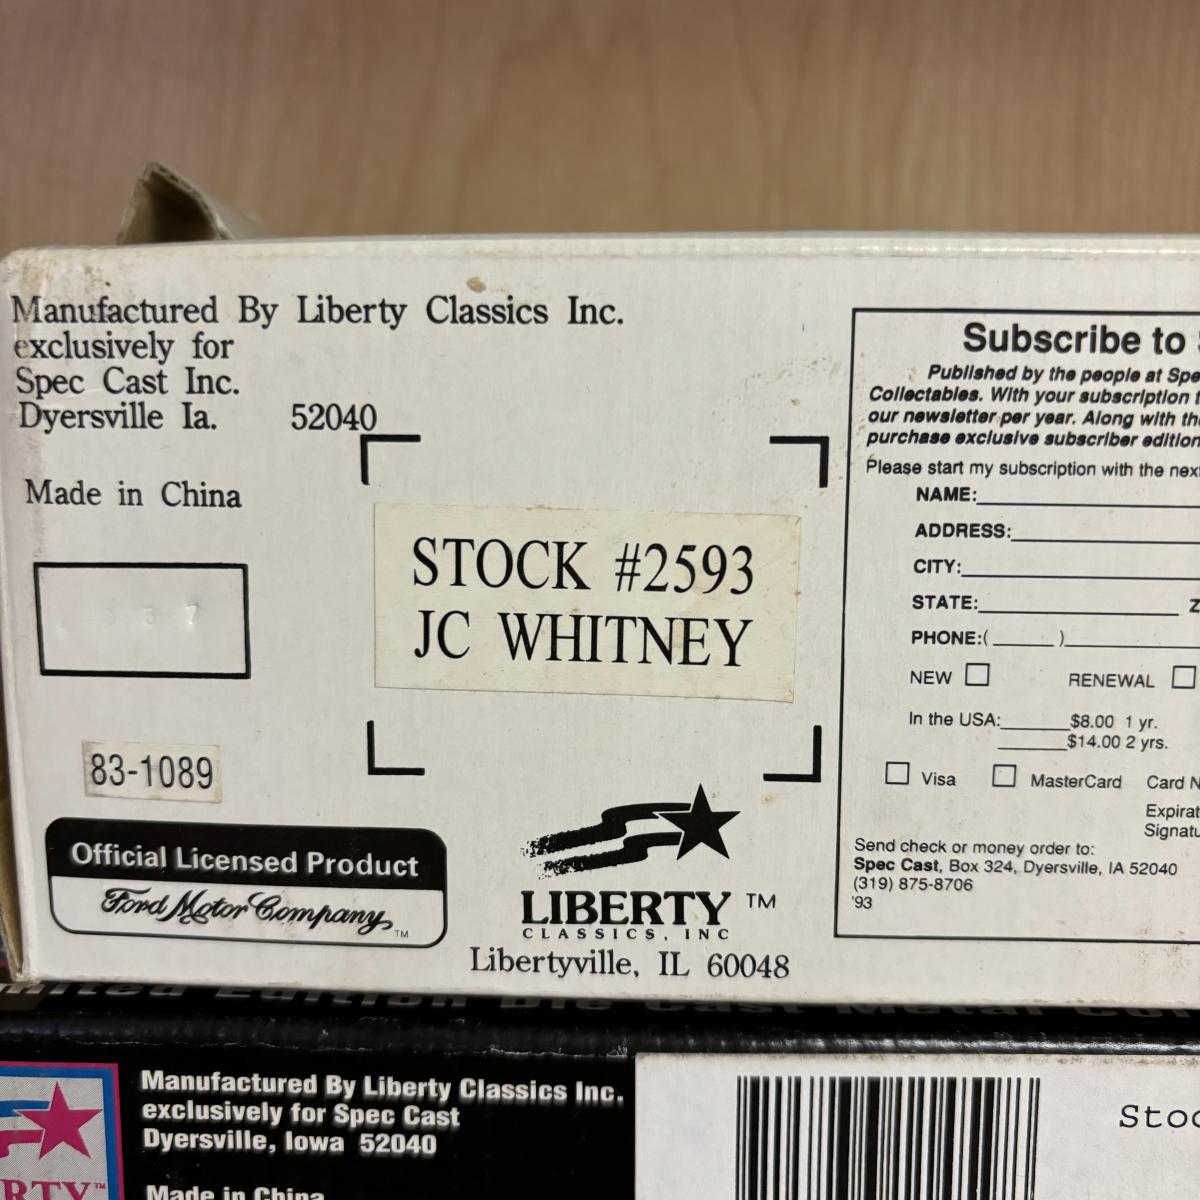 Manufactured By Liberty Classics Inc.
exclusively for
Spec Cast Inc.
Dyersville Ia. 52040
Made in China
STOCK #2593
JC WHITNEY
83-1089
Official Licensed Product
Ford Motor Company
TM
LIBERTY TM
CLASSICS, INC
Libertyville, IL 60048
Subscribe to
Published by the people at
Collectables. With your subscription
our newsletter per year. Along with
purchase exclusive subscriber
Please start my subscription with the
NAME:
ADDRESS:
CITY:
STATE:
PHONE:( )
NEW RENEWAL
In the USA: $8.00 1 yr.
$14.00 2 yrs.
Visa MasterCard Card
Send check or money order to:
Spec Cast, Box 324, Dyersville, IA 52040
(319) 875-8706
'93
Edition Die Cast Metal
Manufactured By Liberty Classics Inc.
exclusively for Spec Cast
Dyersville, Iowa 52040
Made in China